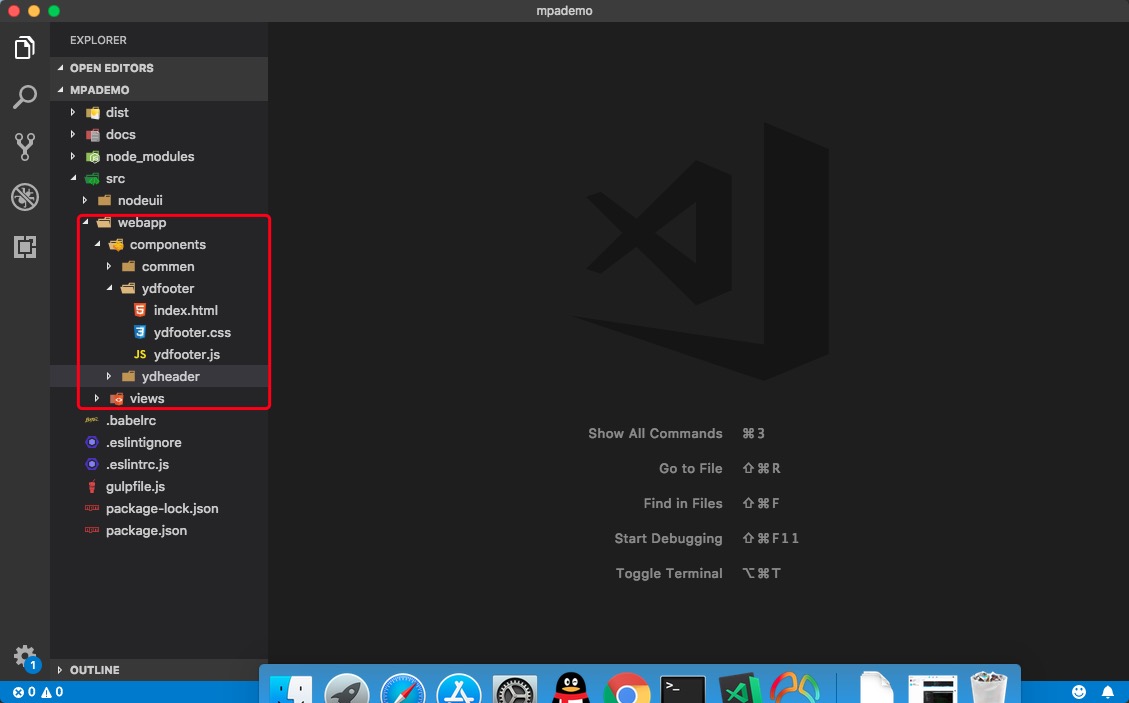 mpademo
EXPLORER
OPEN EDITORS
MPADEMO
dist
docs
node_modules
src
nodeuii
webapp
components
commen
ydfooter
index.html
ydfooter.css
JS ydfooter.js
ydheader
views
.babelrc
.eslintignore
.eslintrc.js
gulpfile.js
package-lock.json
package.json
OUTLINE
Show All Commands ⌘3
Go to File ⇧⌘R
Find in Files ⇧⌘F
Start Debugging ⇧⌘F11
Toggle Terminal ⌥⌘T
1
0 0
>_